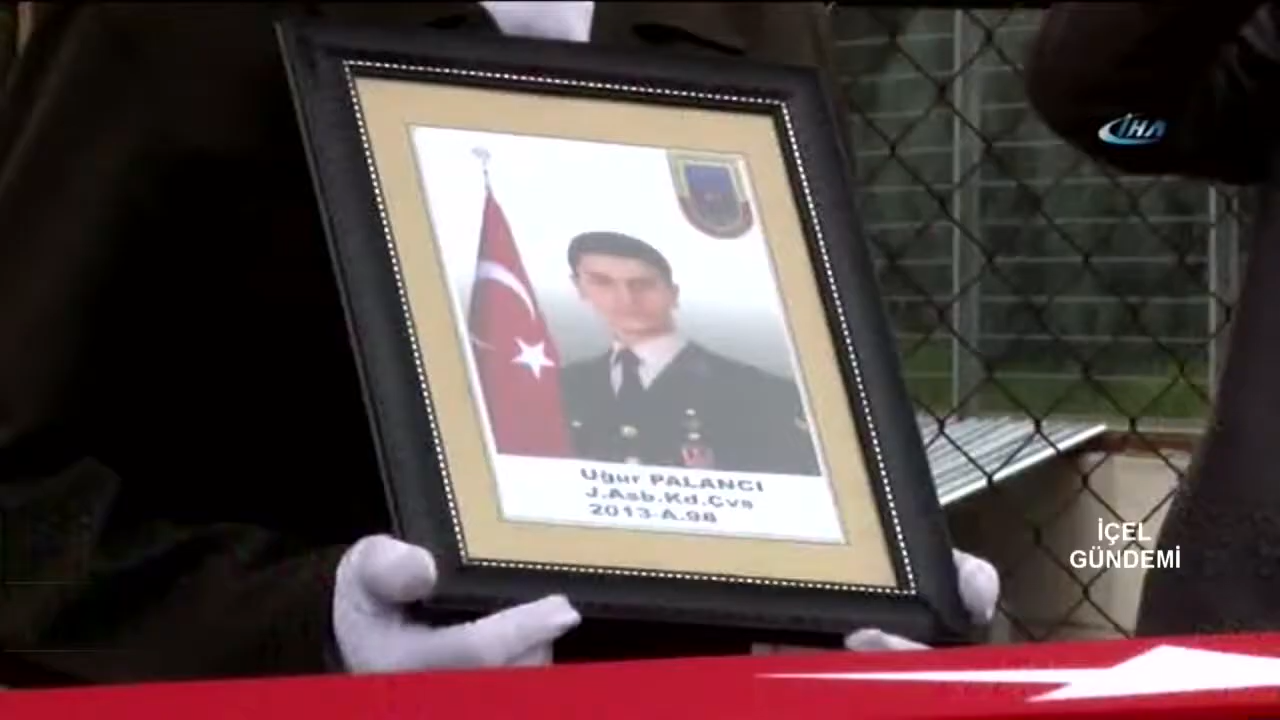 İHA
Uğur PALANCI
J.Asb.Kd.Çvş
2013-A.98
İÇEL
GÜNDEMİ